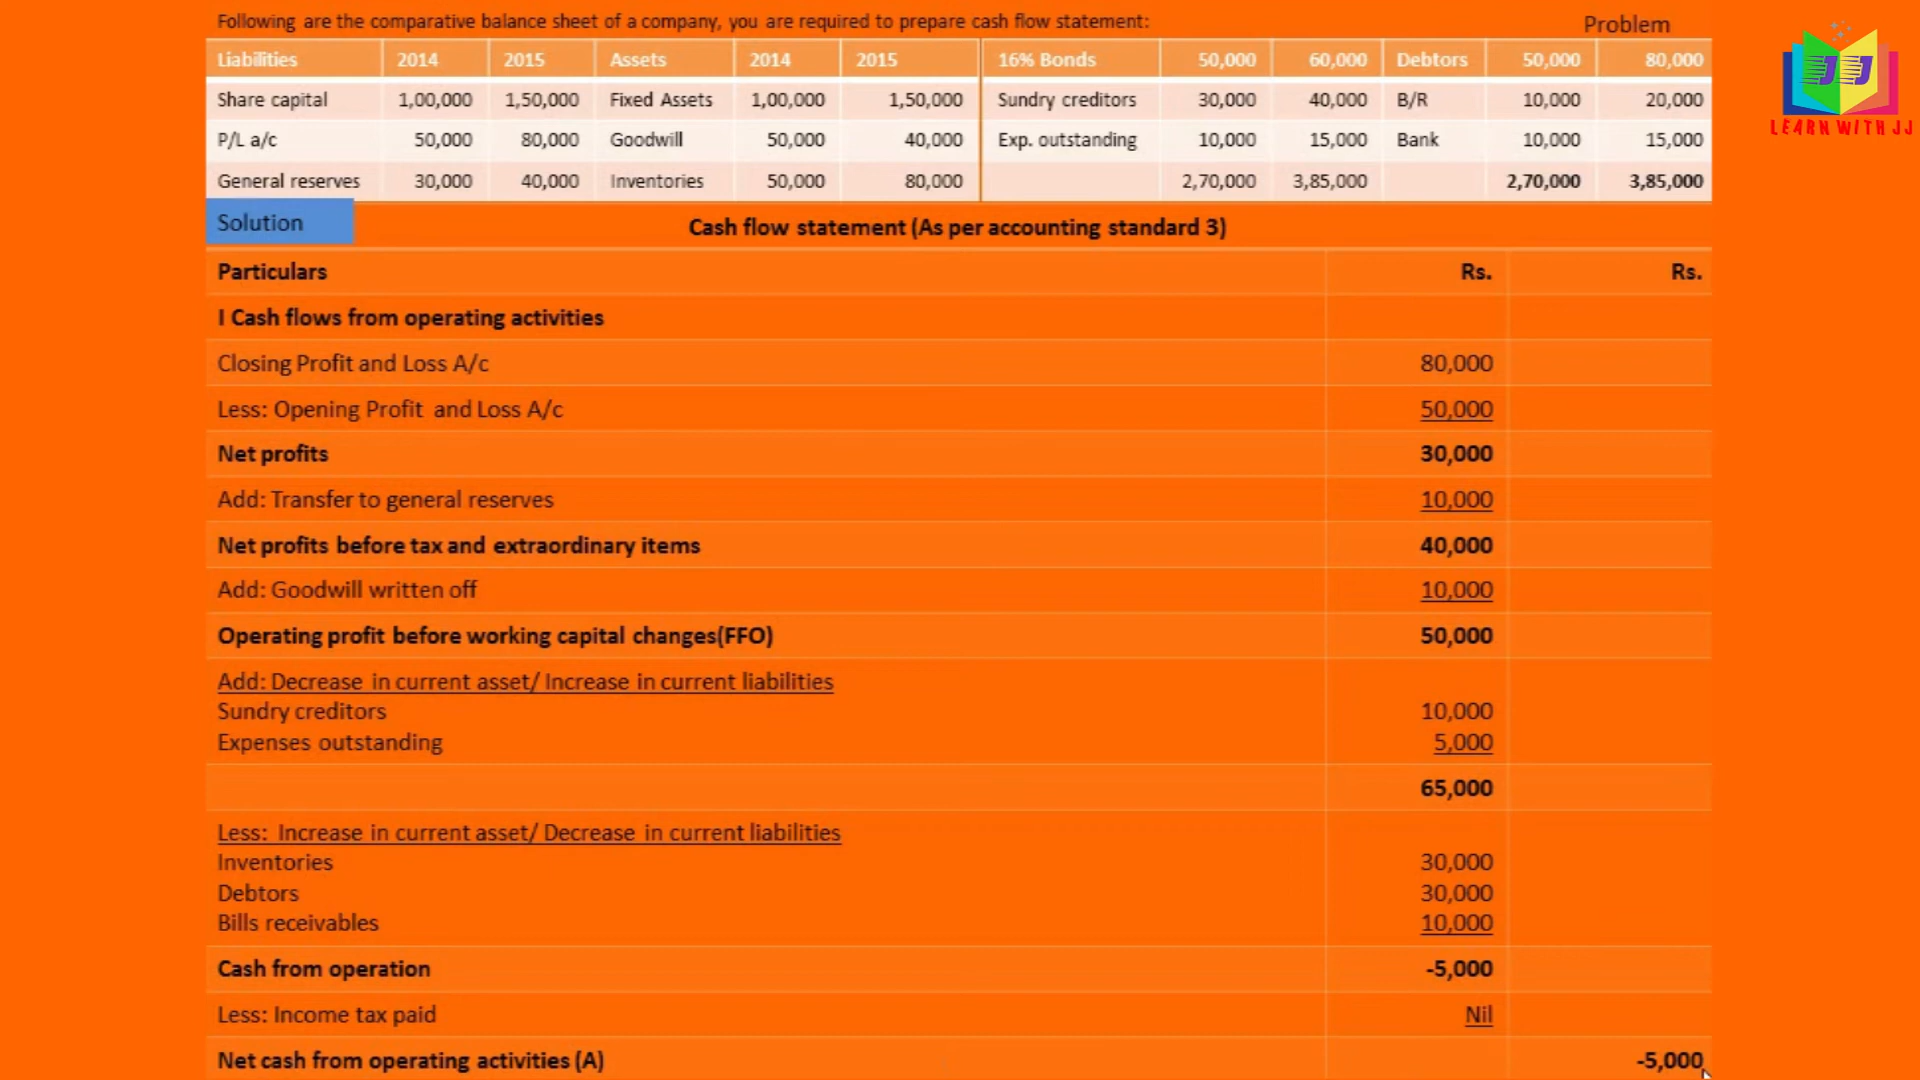 Following are the comparative balance sheet of a company, you are required to prepare cash flow statement:
Problem
Liabilities 2014 2015 Assets 2014 2015 16% Bonds 50,000 60,000 Debtors 50,000 80,000
Share capital 1,00,000 1,50,000 Fixed Assets 1,00,000 1,50,000 Sundry creditors 30,000 40,000 B/R 10,000 20,000
P/L a/c 50,000 80,000 Goodwill 50,000 40,000 Exp. outstanding 10,000 15,000 Bank 10,000 15,000
General reserves 30,000 40,000 Inventories 50,000 80,000 2,70,000 3,85,000 2,70,000 3,85,000
JJ
LEARN WITH JJ
Solution
Cash flow statement (As per accounting standard 3)
Particulars Rs. Rs.
I Cash flows from operating activities
Closing Profit and Loss A/c 80,000
Less: Opening Profit and Loss A/c 50,000
Net profits 30,000
Add: Transfer to general reserves 10,000
Net profits before tax and extraordinary items 40,000
Add: Goodwill written off 10,000
Operating profit before working capital changes(FFO) 50,000
Add: Decrease in current asset/ Increase in current liabilities
Sundry creditors 10,000
Expenses outstanding 5,000
65,000
Less: Increase in current asset/ Decrease in current liabilities
Inventories 30,000
Debtors 30,000
Bills receivables 10,000
Cash from operation -5,000
Less: Income tax paid Nil
Net cash from operating activities (A) -5,000